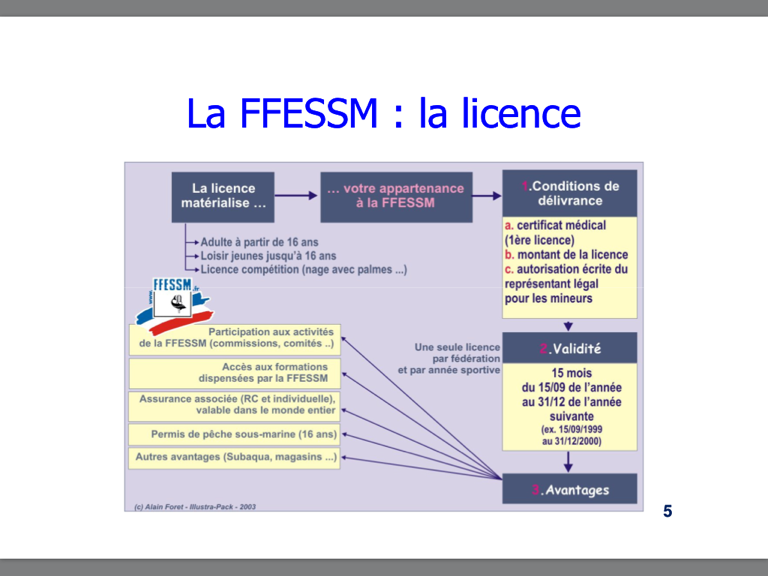 La FFESSM : la licence
La licence
matérialise ...
... votre appartenance
à la FFESSM
1.Conditions de
délivrance
Adulte à partir de 16 ans
Loisir jeunes jusqu'à 16 ans
Licence compétition (nage avec palmes ...)
a. certificat médical
(1ère licence)
b. montant de la licence
c. autorisation écrite du
représentant légal
pour les mineurs
FFESSM
Participation aux activités
de la FFESSM (commissions, comités ..)
Accès aux formations
dispensées par la FFESSM
Assurance associée (RC et individuelle),
valable dans le monde entier
Permis de pêche sous-marine (16 ans)
Autres avantages (Subaqua, magasins ...)
Une seule licence
par fédération
et par année sportive
2.Validité
15 mois
du 15/09 de l'année
au 31/12 de l'année
suivante
(ex. 15/09/1999
au 31/12/2000)
3.Avantages
(c) Alain Foret - Illustra-Pack - 2003
5